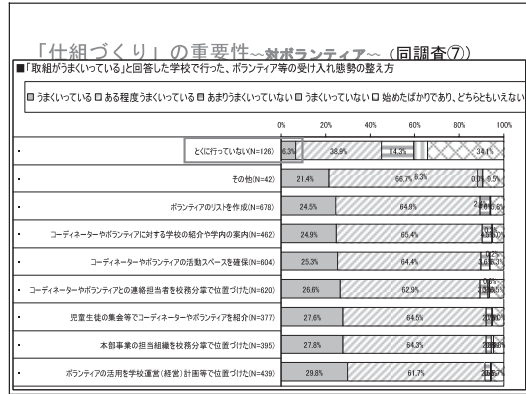 「仕組づくり」の重要性~対ボランティア~ (同調査⑦)
■「取組がうまくいっている」と回答した学校で行った、ボランティア等の受け入れ態勢の整え方
うまくいっている ある程度うまくいっている あまりうまくいっていない うまくいっていない 始めたばかりであり、どちらともいえない
0% 20% 40% 60% 80% 100%
・ とくに行っていない(N=126) 6.3% 38.9% 14.3% 6.3% 34.1%
・ その他(N=42) 21.4% 66.7% 9.5%
・ ボランティアのリストを作成(N=678) 24.5% 64.9%
・ コーディネーターやボランティアに対する学校の紹介や学内の案内(N=462) 24.9% 65.4%
・ コーディネーターやボランティアの活動スペースを確保(N=604) 25.3% 64.4%
・ コーディネーターやボランティアとの連絡担当者を校務分掌で位置づけた(N=620) 26.6% 62.9%
・ 児童生徒の集会等でコーディネーターやボランティアを紹介(N=377) 27.6% 64.5%
・ 本部事業の担当組織を校務分掌で位置づけた(N=395) 27.8% 64.3%
・ ボランティアの活用を学校運営(経営)計画等で位置づけた(N=439) 29.8% 61.7%